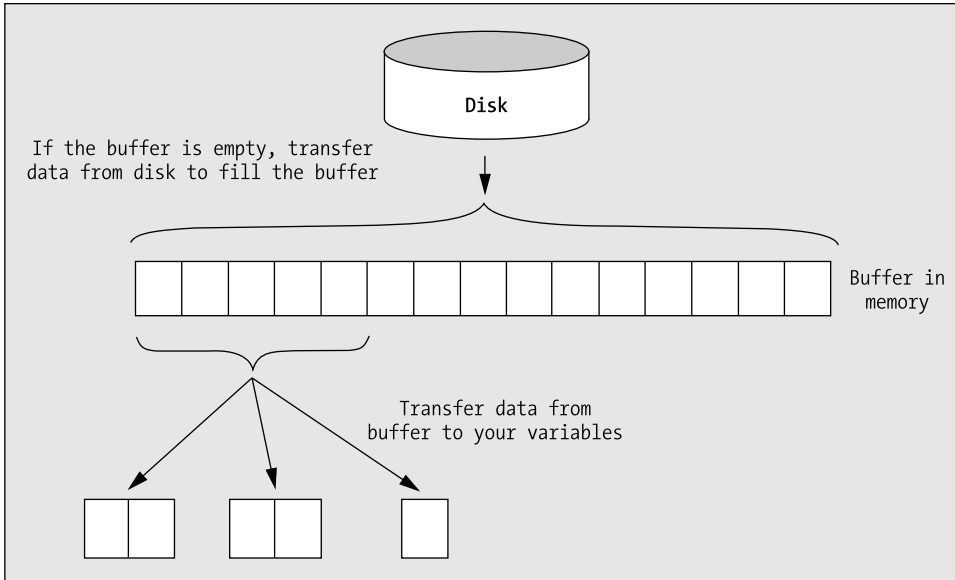 Disk
If the buffer is empty, transfer
data from disk to fill the buffer
Buffer in
memory
Transfer data from
buffer to your variables